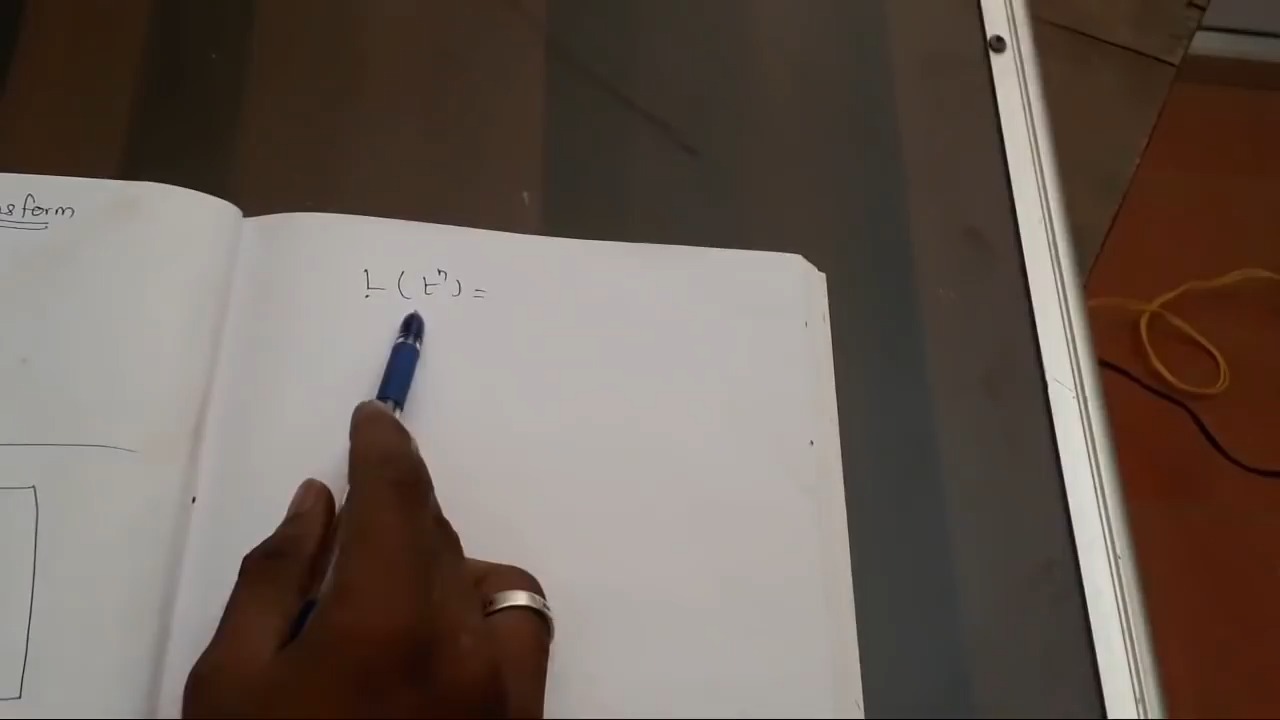 sform
L(tⁿ) =